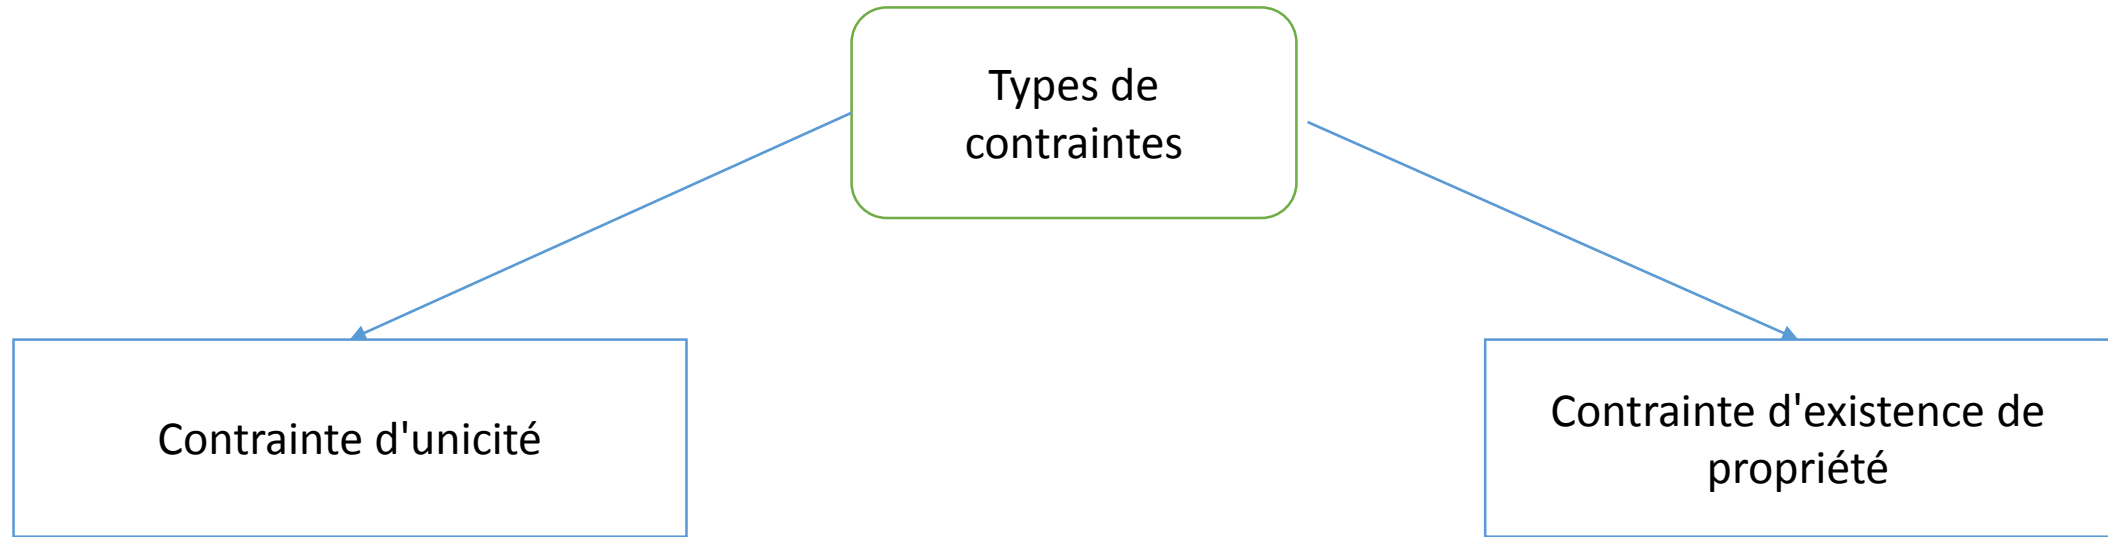 Types de
contraintes
Contrainte d'unicité
Contrainte d'existence de
propriété